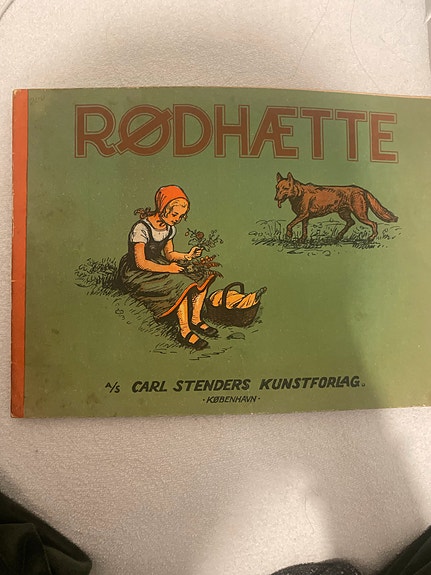 RØDHÆTTE
A/S CARL STENDERS KUNSTFORLAG.
·KØBENHAVN·